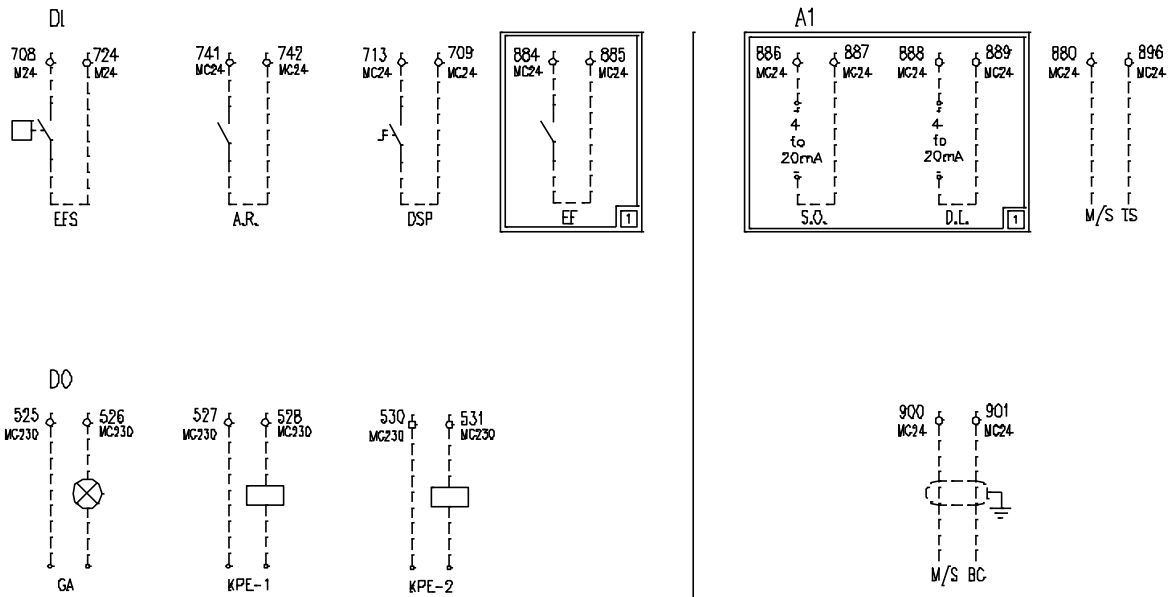 DI
A1
708 724 741 742 713 709 884 885 886 887 888 889 880 896
M24 M24 MC24 MC24 MC24 MC24 MC24 MC24 MC24 MC24 MC24 MC24 MC24 MC24
4 4
to to
20mA 20mA
EFS A.R. DSP EF 1 S.O. D.L. 1 M/S TS
DO
525 526 527 528 530 531 900 901
MC230 MC230 MC230 MC230 MC230 MC230 MC24 MC24
GA KPE-1 KPE-2 M/S BC